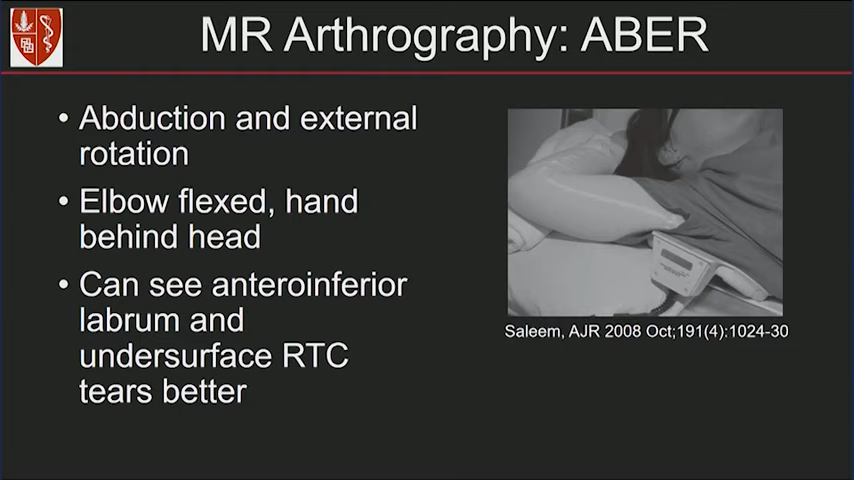 MR Arthrography: ABER
• Abduction and external
rotation
• Elbow flexed, hand
behind head
• Can see anteroinferior
labrum and
undersurface RTC
tears better
Saleem, AJR 2008 Oct;191(4):1024-30